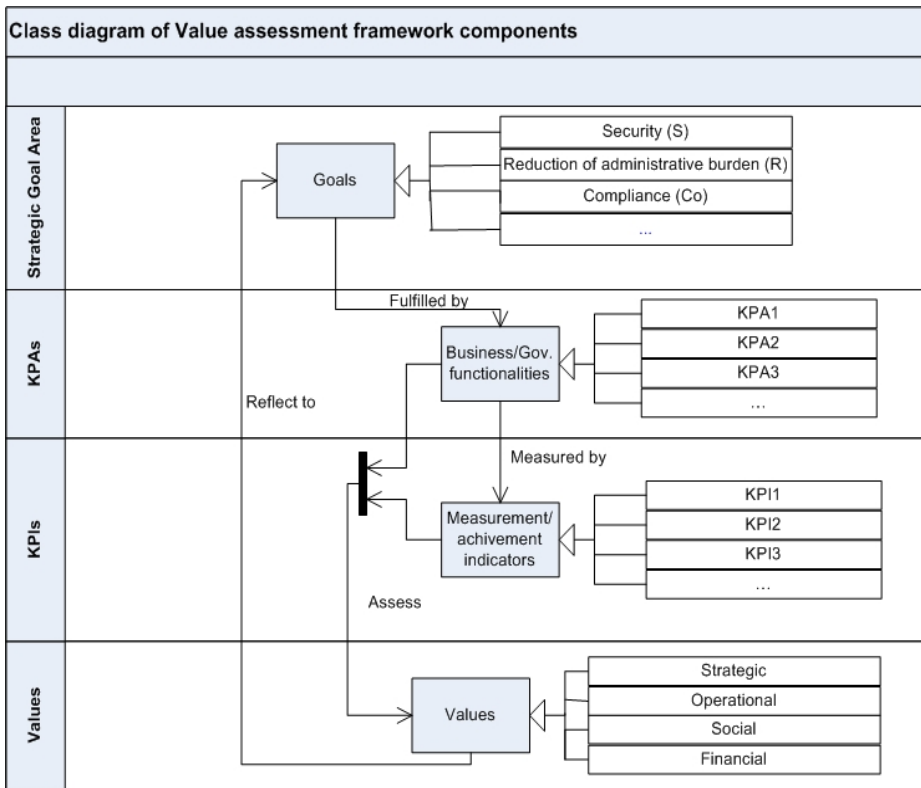 Class diagram of Value assessment framework components
Strategic Goal Area
Goals
Security (S)
Reduction of administrative burden (R)
Compliance (Co)
...
Fulfilled by
KPAs
Business/Gov.
functionalities
KPA1
KPA2
KPA3
...
Reflect to
Measured by
KPIs
Measurement/
achivement
indicators
KPI1
KPI2
KPI3
...
Assess
Values
Values
Strategic
Operational
Social
Financial